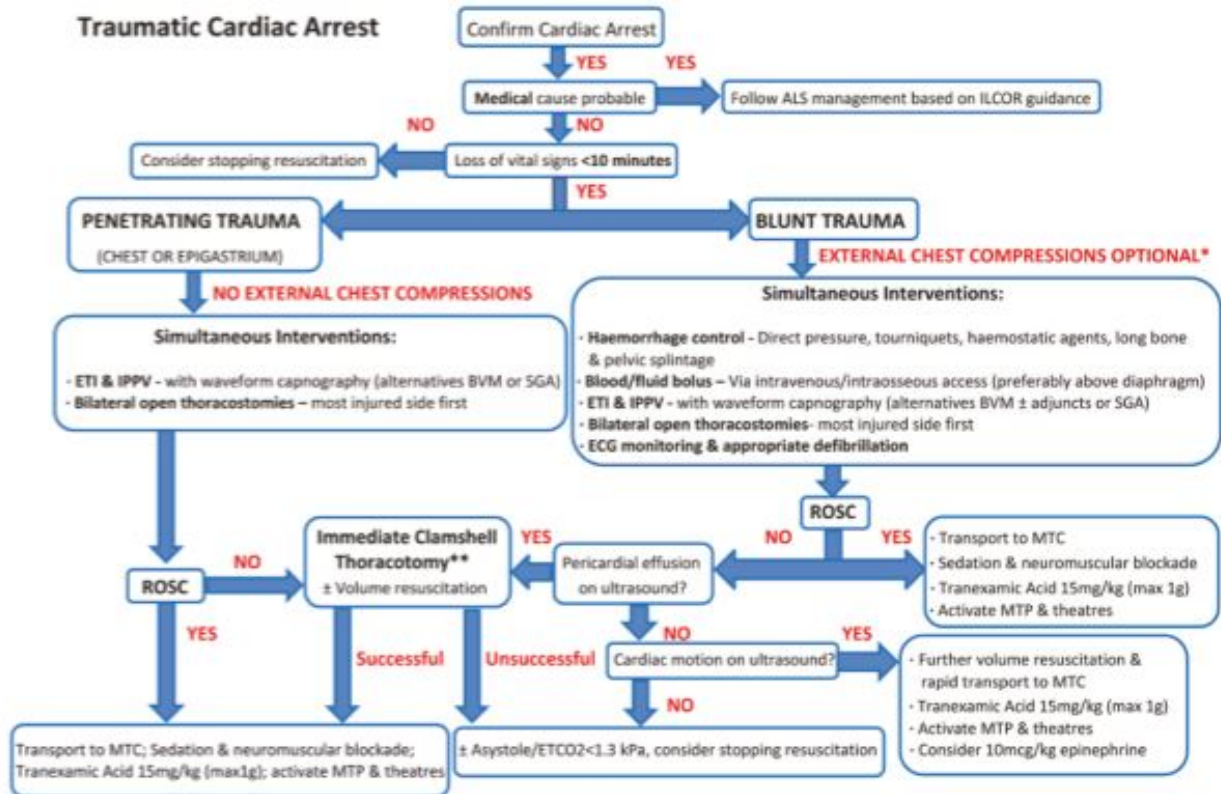 Traumatic Cardiac Arrest
Confirm Cardiac Arrest
YES
YES
Medical cause probable
Follow ALS management based on ILCOR guidance
NO
NO
Consider stopping resuscitation
Loss of vital signs <10 minutes
YES
PENETRATING TRAUMA
(CHEST OR EPIGASTRIUM)
BLUNT TRAUMA
NO EXTERNAL CHEST COMPRESSIONS
EXTERNAL CHEST COMPRESSIONS OPTIONAL*
Simultaneous Interventions:
· ETI & IPPV - with waveform capnography (alternatives BVM or SGA)
· Bilateral open thoracostomies – most injured side first
Simultaneous Interventions:
· Haemorrhage control - Direct pressure, tourniquets, haemostatic agents, long bone
& pelvic splintage
· Blood/fluid bolus – Via intravenous/intraosseous access (preferably above diaphragm)
· ETI & IPPV - with waveform capnography (alternatives BVM ± adjuncts or SGA)
· Bilateral open thoracostomies- most injured side first
· ECG monitoring & appropriate defibrillation
ROSC
NO
YES
· Transport to MTC
· Sedation & neuromuscular blockade
· Tranexamic Acid 15mg/kg (max 1g)
· Activate MTP & theatres
Pericardial effusion
on ultrasound?
YES
Immediate Clamshell
Thoracotomy**
± Volume resuscitation
ROSC
NO
YES
Successful
Unsuccessful
NO
Cardiac motion on ultrasound?
YES
· Further volume resuscitation &
rapid transport to MTC
· Tranexamic Acid 15mg/kg (max 1g)
· Activate MTP & theatres
· Consider 10mcg/kg epinephrine
NO
Transport to MTC; Sedation & neuromuscular blockade;
Tranexamic Acid 15mg/kg (max1g); activate MTP & theatres
± Asystole/ETCO2<1.3 kPa, consider stopping resuscitation